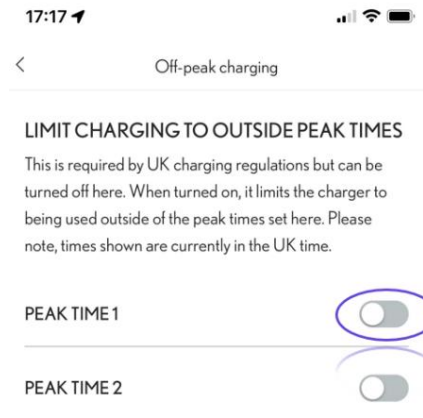 17:17
Off-peak charging
LIMIT CHARGING TO OUTSIDE PEAK TIMES
This is required by UK charging regulations but can be
turned off here. When turned on, it limits the charger to
being used outside of the peak times set here. Please
note, times shown are currently in the UK time.
PEAK TIME 1
PEAK TIME 2